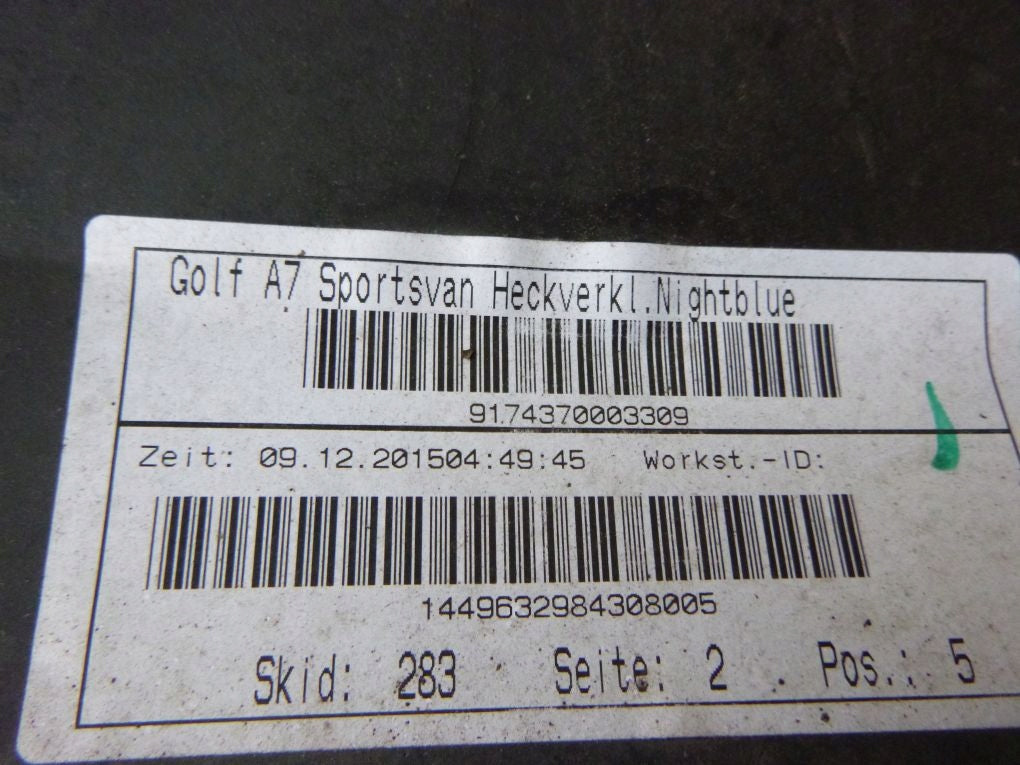 Golf A7 Sportsvan Heckverkl.Nightblue
9174370003309
Zeit: 09.12.201504:49:45 Workst.-ID:
1449632984308005
Skid: 283 Seite: 2 Pos.: 5